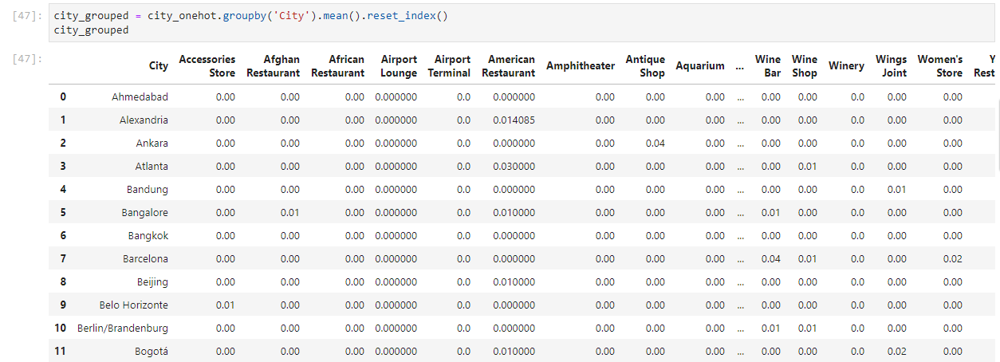 [47]: city_grouped = city_onehot.groupby('City').mean().reset_index()
city_grouped
[47]:
City Accessories Store Afghan Restaurant African Restaurant Airport Lounge Airport Terminal American Restaurant Amphitheater Antique Shop Aquarium ... Wine Bar Wine Shop Winery Wings Joint Women's Store Y Rest
0 Ahmedabad 0.00 0.00 0.00 0.000000 0.0 0.000000 0.00 0.00 0.00 ... 0.00 0.00 0.0 0.00 0.00
1 Alexandria 0.00 0.00 0.00 0.000000 0.0 0.014085 0.00 0.00 0.00 ... 0.00 0.00 0.0 0.00 0.00
2 Ankara 0.00 0.00 0.00 0.000000 0.0 0.000000 0.00 0.04 0.00 ... 0.00 0.00 0.0 0.00 0.00
3 Atlanta 0.00 0.00 0.00 0.000000 0.0 0.030000 0.00 0.00 0.00 ... 0.00 0.01 0.0 0.00 0.00
4 Bandung 0.00 0.00 0.00 0.000000 0.0 0.000000 0.00 0.00 0.00 ... 0.00 0.00 0.0 0.01 0.00
5 Bangalore 0.00 0.01 0.00 0.000000 0.0 0.010000 0.00 0.00 0.00 ... 0.01 0.00 0.0 0.00 0.00
6 Bangkok 0.00 0.00 0.00 0.000000 0.0 0.000000 0.00 0.00 0.00 ... 0.00 0.00 0.0 0.00 0.00
7 Barcelona 0.00 0.00 0.00 0.000000 0.0 0.000000 0.00 0.00 0.00 ... 0.04 0.01 0.0 0.00 0.02
8 Beijing 0.00 0.00 0.00 0.000000 0.0 0.010000 0.00 0.00 0.00 ... 0.00 0.00 0.0 0.00 0.00
9 Belo Horizonte 0.01 0.00 0.00 0.000000 0.0 0.000000 0.00 0.00 0.00 ... 0.00 0.00 0.0 0.00 0.00
10 Berlin/Brandenburg 0.00 0.00 0.00 0.000000 0.0 0.000000 0.00 0.00 0.00 ... 0.01 0.01 0.0 0.00 0.00
11 Bogotá 0.00 0.00 0.00 0.000000 0.0 0.010000 0.00 0.00 0.00 ... 0.00 0.00 0.0 0.02 0.00